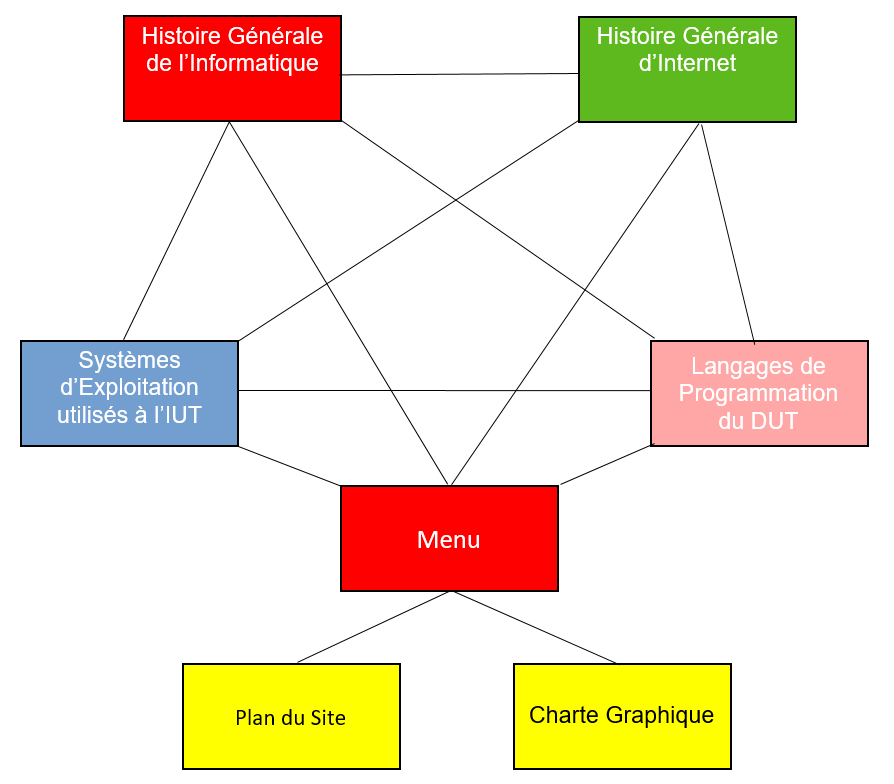 Histoire Générale
de l’Informatique
Histoire Générale
d’Internet
Systèmes
d’Exploitation
utilisés à l’IUT
Langages de
Programmation
du DUT
Menu
Plan du Site
Charte Graphique